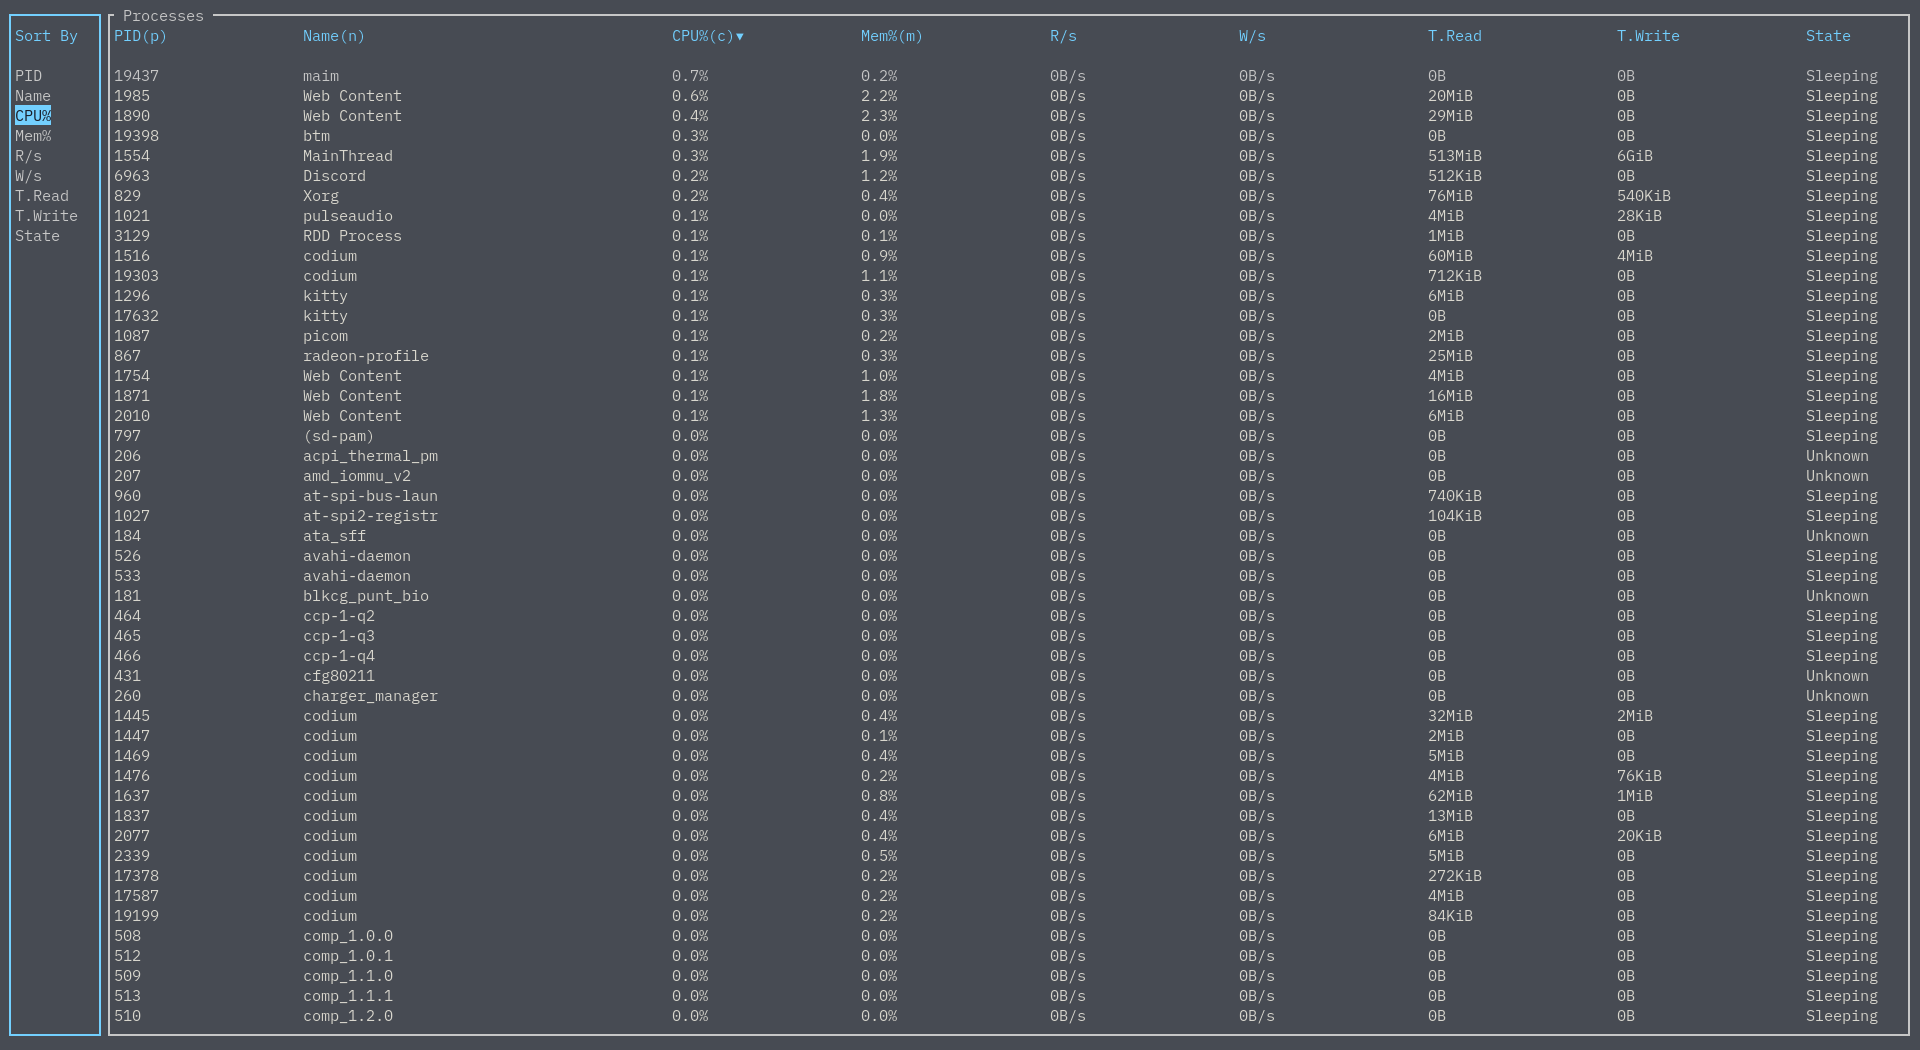 Processes
Sort By PID(p) Name(n) CPU%(c)▼ Mem%(m) R/s W/s T.Read T.Write State
PID 19437 maim 0.7% 0.2% 0B/s 0B/s 0B 0B Sleeping
Name 1985 Web Content 0.6% 2.2% 0B/s 0B/s 20MiB 0B Sleeping
CPU% 1890 Web Content 0.4% 2.3% 0B/s 0B/s 29MiB 0B Sleeping
Mem% 19398 btm 0.3% 0.0% 0B/s 0B/s 0B 0B Sleeping
R/s 1554 MainThread 0.3% 1.9% 0B/s 0B/s 513MiB 6GiB Sleeping
W/s 6963 Discord 0.2% 1.2% 0B/s 0B/s 512KiB 0B Sleeping
T.Read 829 Xorg 0.2% 0.4% 0B/s 0B/s 76MiB 540KiB Sleeping
T.Write 1021 pulseaudio 0.1% 0.0% 0B/s 0B/s 4MiB 28KiB Sleeping
State 3129 RDD Process 0.1% 0.1% 0B/s 0B/s 1MiB 0B Sleeping
1516 codium 0.1% 0.9% 0B/s 0B/s 60MiB 4MiB Sleeping
19303 codium 0.1% 1.1% 0B/s 0B/s 712KiB 0B Sleeping
1296 kitty 0.1% 0.3% 0B/s 0B/s 6MiB 0B Sleeping
17632 kitty 0.1% 0.3% 0B/s 0B/s 0B 0B Sleeping
1087 picom 0.1% 0.2% 0B/s 0B/s 2MiB 0B Sleeping
867 radeon-profile 0.1% 0.3% 0B/s 0B/s 25MiB 0B Sleeping
1754 Web Content 0.1% 1.0% 0B/s 0B/s 4MiB 0B Sleeping
1871 Web Content 0.1% 1.8% 0B/s 0B/s 16MiB 0B Sleeping
2010 Web Content 0.1% 1.3% 0B/s 0B/s 6MiB 0B Sleeping
797 (sd-pam) 0.0% 0.0% 0B/s 0B/s 0B 0B Sleeping
206 acpi_thermal_pm 0.0% 0.0% 0B/s 0B/s 0B 0B Unknown
207 amd_iommu_v2 0.0% 0.0% 0B/s 0B/s 0B 0B Unknown
960 at-spi-bus-laun 0.0% 0.0% 0B/s 0B/s 740KiB 0B Sleeping
1027 at-spi2-registr 0.0% 0.0% 0B/s 0B/s 104KiB 0B Sleeping
184 ata_sff 0.0% 0.0% 0B/s 0B/s 0B 0B Unknown
526 avahi-daemon 0.0% 0.0% 0B/s 0B/s 0B 0B Sleeping
533 avahi-daemon 0.0% 0.0% 0B/s 0B/s 0B 0B Sleeping
181 blkcg_punt_bio 0.0% 0.0% 0B/s 0B/s 0B 0B Unknown
464 ccp-1-q2 0.0% 0.0% 0B/s 0B/s 0B 0B Sleeping
465 ccp-1-q3 0.0% 0.0% 0B/s 0B/s 0B 0B Sleeping
466 ccp-1-q4 0.0% 0.0% 0B/s 0B/s 0B 0B Sleeping
431 cfg80211 0.0% 0.0% 0B/s 0B/s 0B 0B Unknown
260 charger_manager 0.0% 0.0% 0B/s 0B/s 0B 0B Unknown
1445 codium 0.0% 0.4% 0B/s 0B/s 32MiB 2MiB Sleeping
1447 codium 0.0% 0.1% 0B/s 0B/s 2MiB 0B Sleeping
1469 codium 0.0% 0.4% 0B/s 0B/s 5MiB 0B Sleeping
1476 codium 0.0% 0.2% 0B/s 0B/s 4MiB 76KiB Sleeping
1637 codium 0.0% 0.8% 0B/s 0B/s 62MiB 1MiB Sleeping
1837 codium 0.0% 0.4% 0B/s 0B/s 13MiB 0B Sleeping
2077 codium 0.0% 0.4% 0B/s 0B/s 6MiB 20KiB Sleeping
2339 codium 0.0% 0.5% 0B/s 0B/s 5MiB 0B Sleeping
17378 codium 0.0% 0.2% 0B/s 0B/s 272KiB 0B Sleeping
17587 codium 0.0% 0.2% 0B/s 0B/s 4MiB 0B Sleeping
19199 codium 0.0% 0.2% 0B/s 0B/s 84KiB 0B Sleeping
508 comp_1.0.0 0.0% 0.0% 0B/s 0B/s 0B 0B Sleeping
512 comp_1.0.1 0.0% 0.0% 0B/s 0B/s 0B 0B Sleeping
509 comp_1.1.0 0.0% 0.0% 0B/s 0B/s 0B 0B Sleeping
513 comp_1.1.1 0.0% 0.0% 0B/s 0B/s 0B 0B Sleeping
510 comp_1.2.0 0.0% 0.0% 0B/s 0B/s 0B 0B Sleeping